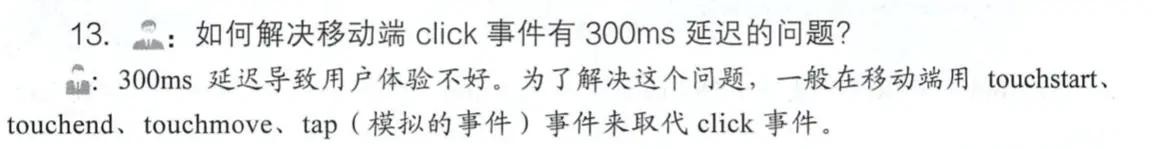 13. ：如何解决移动端 click 事件有 300ms 延迟的问题？
：300ms 延迟导致用户体验不好。为了解决这个问题，一般在移动端用 touchstart、
touchend、touchmove、tap（模拟的事件）事件来取代 click 事件。